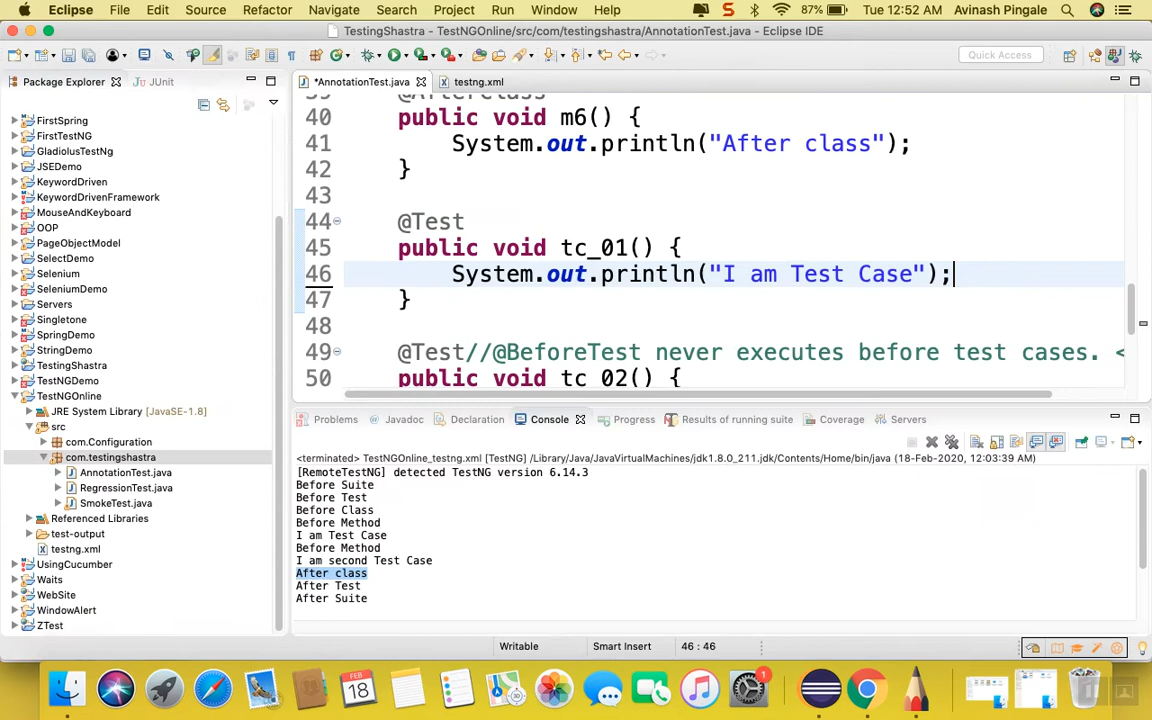 Eclipse File Edit Source Refactor Navigate Search Project Run Window Help 87% Tue 12:52 AM Avinash Pingale
TestingShastra - TestNGOnline/src/com/testingshastra/AnnotationTest.java - Eclipse IDE
Quick Access
Package Explorer JUnit
FirstSpring
FirstTestNG
GladiolusTestNg
JSEDemo
KeywordDriven
KeywordDrivenFramework
MouseAndKeyboard
OOP
PageObjectModel
SelectDemo
Selenium
SeleniumDemo
Servers
Singletone
SpringDemo
StringDemo
TestingShastra
TestNGDemo
TestNGOnline
JRE System Library [JavaSE-1.8]
src
com.Configuration
com.testingshastra
AnnotationTest.java
RegressionTest.java
SmokeTest.java
Referenced Libraries
test-output
testng.xml
UsingCucumber
Waits
WebSite
WindowAlert
ZTest
*AnnotationTest.java testng.xml
39 @AfterClass
40 public void m6() {
41 System.out.println("After class");
42 }
43
44 @Test
45 public void tc_01() {
46 System.out.println("I am Test Case");
47 }
48
49 @Test//@BeforeTest never executes before test cases. <
50 public void tc_02() {
Problems Javadoc Declaration Console Progress Results of running suite Coverage Servers
<terminated> TestNGOnline_testng.xml [TestNG] /Library/Java/JavaVirtualMachines/jdk1.8.0_211.jdk/Contents/Home/bin/java (18-Feb-2020, 12:03:39 AM)
[RemoteTestNG] detected TestNG version 6.14.3
Before Suite
Before Test
Before Class
Before Method
I am Test Case
Before Method
I am second Test Case
After class
After Test
After Suite
Writable Smart Insert 46 : 46
FEB
18
1